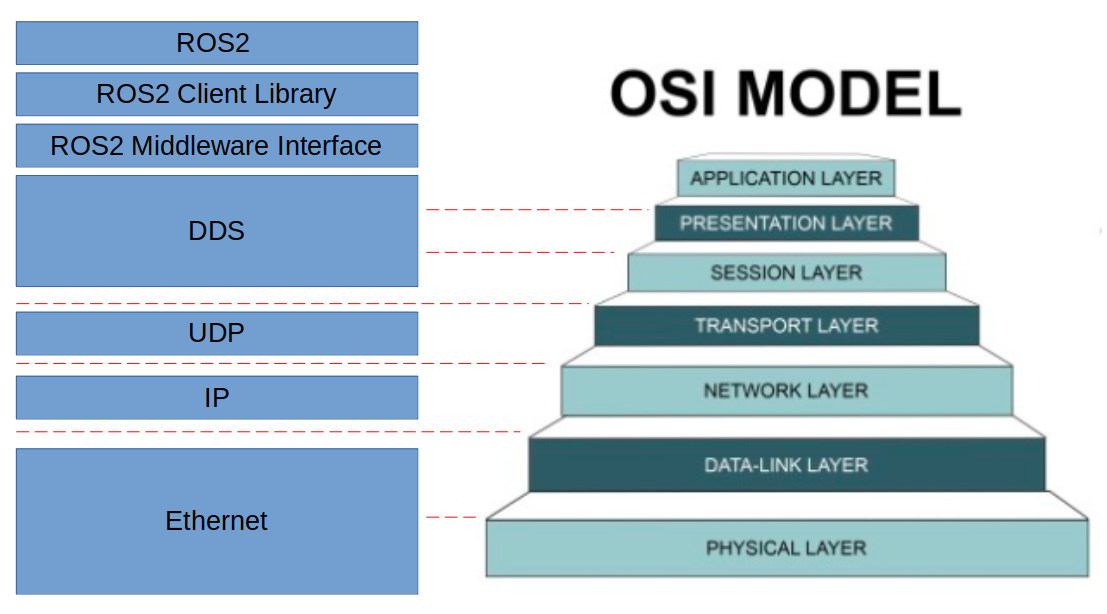 ROS2
ROS2 Client Library
ROS2 Middleware Interface
DDS
UDP
IP
Ethernet
OSI MODEL
APPLICATION LAYER
PRESENTATION LAYER
SESSION LAYER
TRANSPORT LAYER
NETWORK LAYER
DATA-LINK LAYER
PHYSICAL LAYER